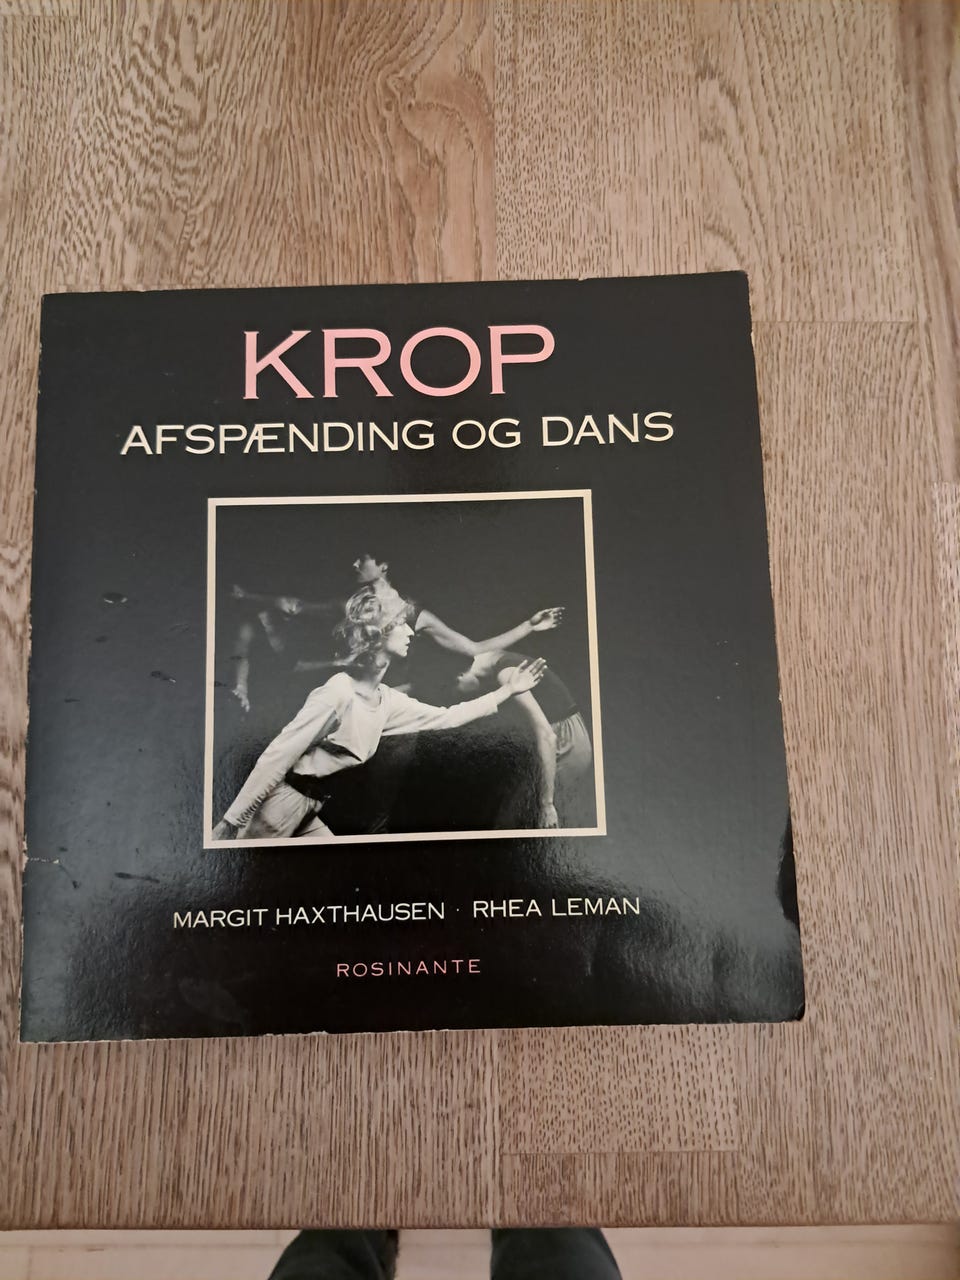 KROP
AFSPÆNDING OG DANS
MARGIT HAXTHAUSEN · RHEA LEMAN
ROSINANTE